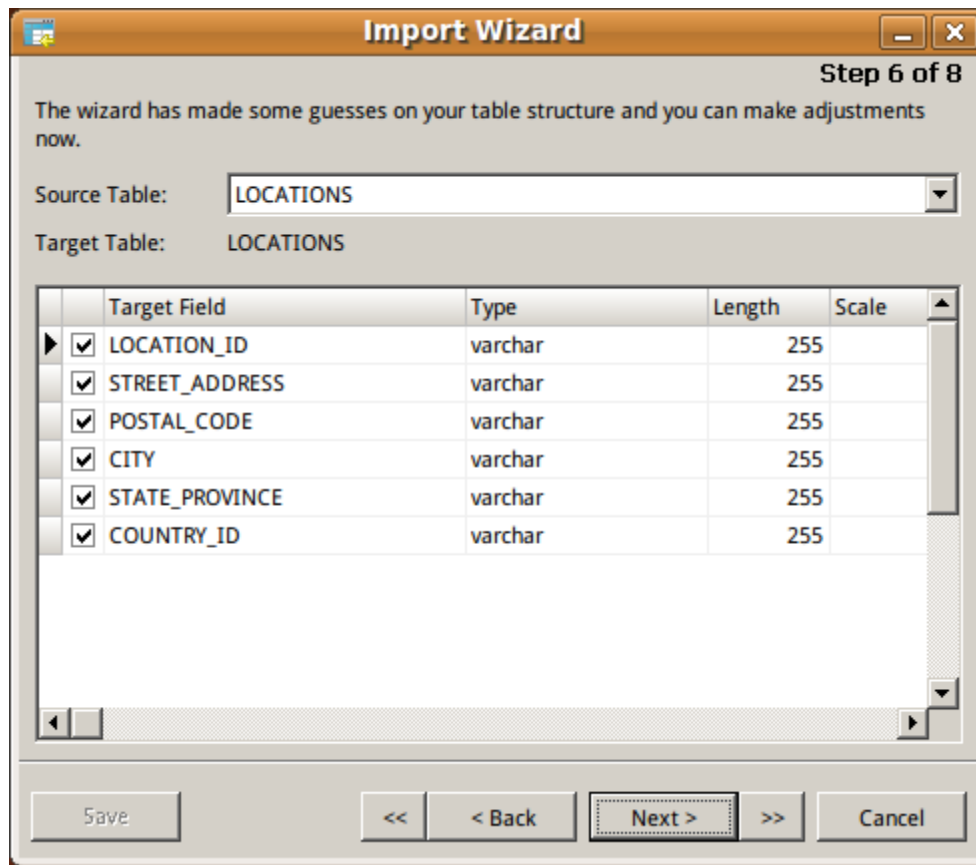 Import Wizard
Step 6 of 8
The wizard has made some guesses on your table structure and you can make adjustments
now.
Source Table: LOCATIONS
Target Table: LOCATIONS
Target Field Type Length Scale
LOCATION_ID varchar 255
STREET_ADDRESS varchar 255
POSTAL_CODE varchar 255
CITY varchar 255
STATE_PROVINCE varchar 255
COUNTRY_ID varchar 255
Save << < Back Next > >> Cancel